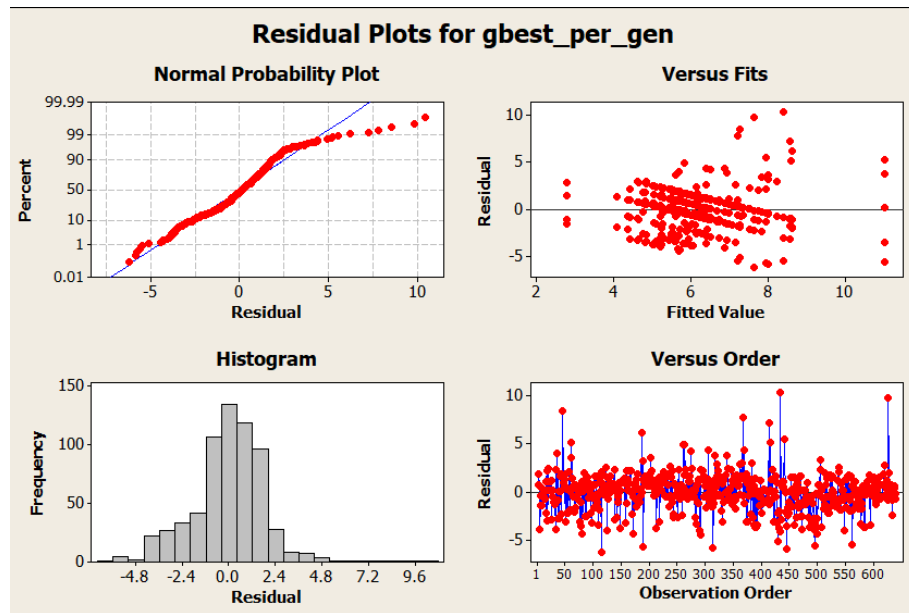 Residual Plots for gbest_per_gen
Normal Probability Plot
99.99
99
90
50
10
1
0.01
Percent
-5 0 5 10
Residual
Versus Fits
10
5
0
-5
Residual
2 4 6 8 10
Fitted Value
Histogram
150
100
50
0
Frequency
-4.8 -2.4 0.0 2.4 4.8 7.2 9.6
Residual
Versus Order
10
5
0
-5
Residual
1 50 100 150 200 250 300 350 400 450 500 550 600
Observation Order